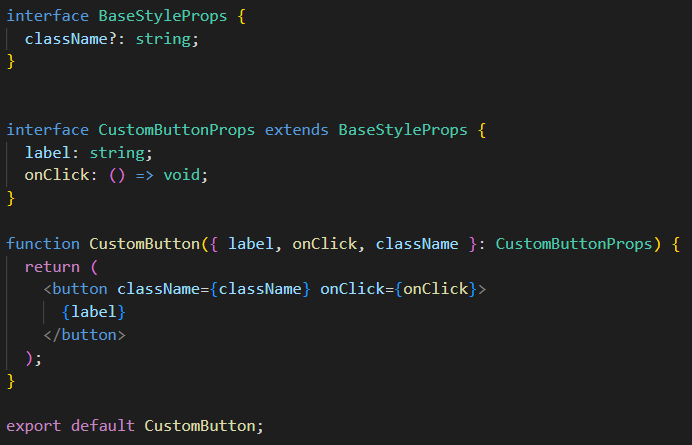 interface BaseStyleProps {
  className?: string;
}
interface CustomButtonProps extends BaseStyleProps {
  label: string;
  onClick: () => void;
}
function CustomButton({ label, onClick, className }: CustomButtonProps) {
  return (
    <button className={className} onClick={onClick}>
      {label}
    </button>
  );
}
export default CustomButton;